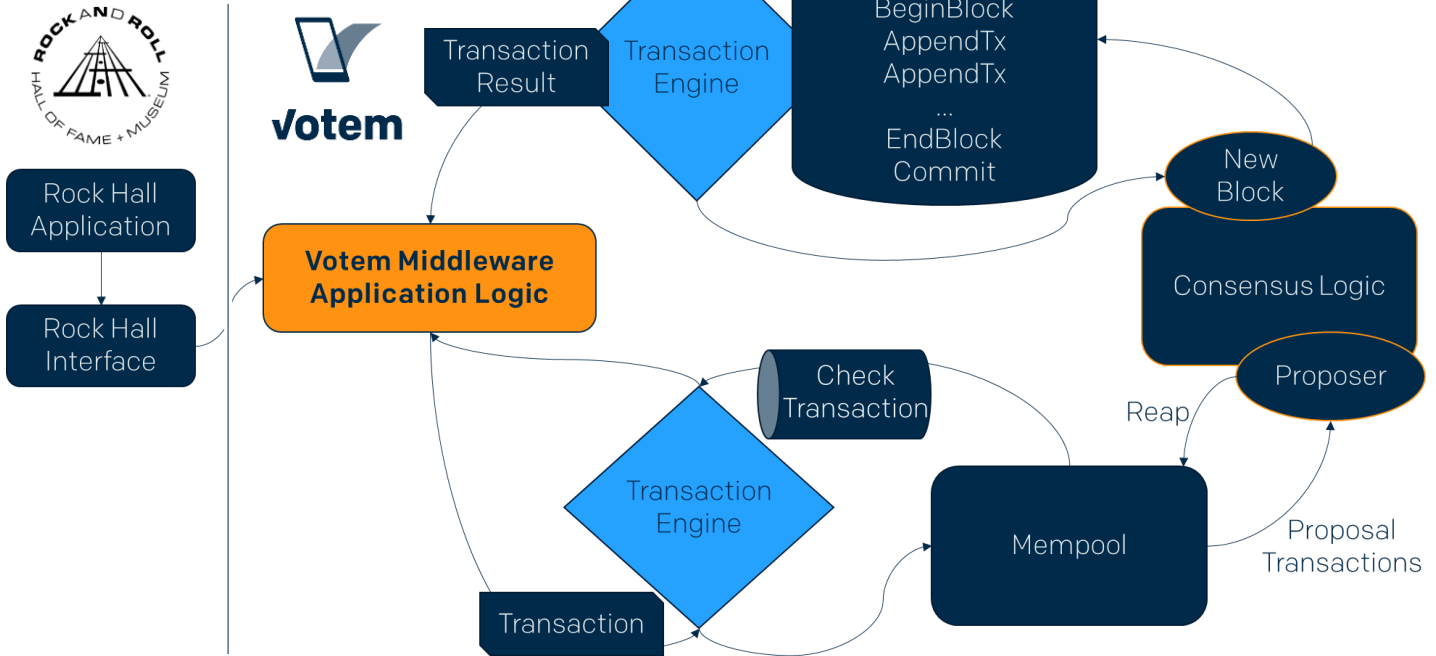 ROCK AND ROLL
HALL OF FAME + MUSEUM
Rock Hall
Application
Rock Hall
Interface
Votem
Transaction
Result
Transaction
Engine
BeginBlock
AppendTx
AppendTx
...
EndBlock
Commit
New
Block
Votem Middleware
Application Logic
Consensus Logic
Proposer
Check
Transaction
Reap
Transaction
Engine
Mempool
Proposal
Transactions
Transaction